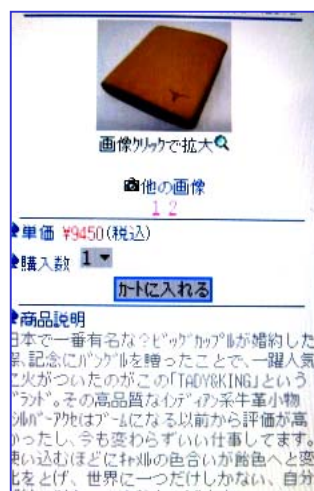 画像クリックで拡大
他の画像
1 2
単価 ¥9450(税込)
購入数 1
カートに入れる
商品説明
日本で一番有名な?ビッグカップルが婚約した
際、記念にバングルを贈ったことで、一躍人気
に火がついたのがこの「TADY&KING」という
ブランド。その高品質なインディアン系牛革小物
やシルバーアクセはブームになる以前から評価が高
かったし、今も変わらずいい仕事してます。
使い込むほどにキャメルの色合いが飴色へと変
化をとげ、世界に一つだけしかない、自分